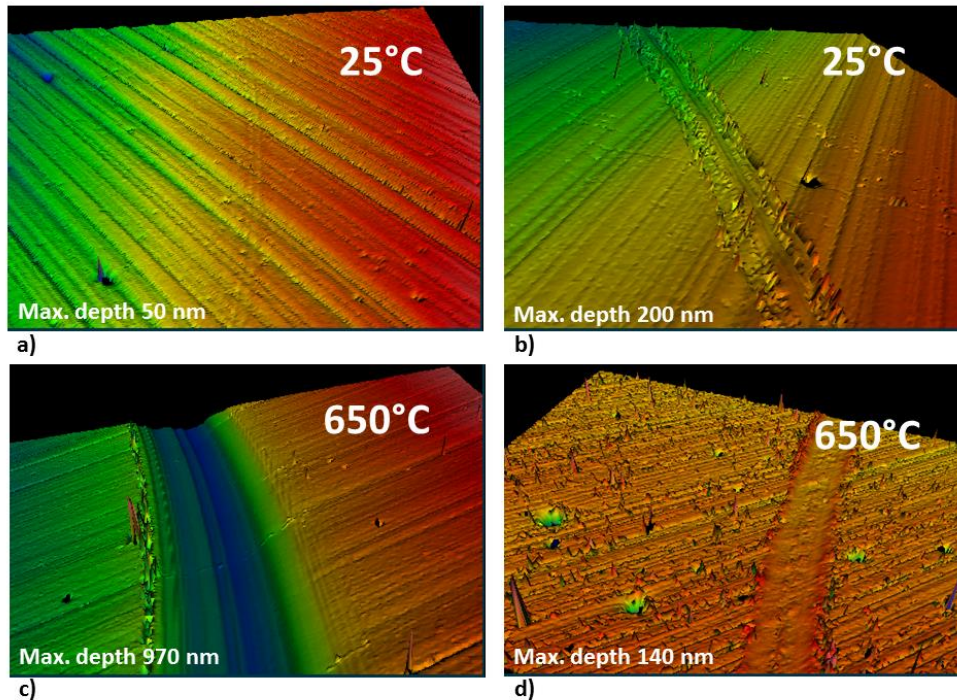 25°C
Max. depth 50 nm
a)
25°C
Max. depth 200 nm
b)
650°C
Max. depth 970 nm
c)
650°C
Max. depth 140 nm
d)